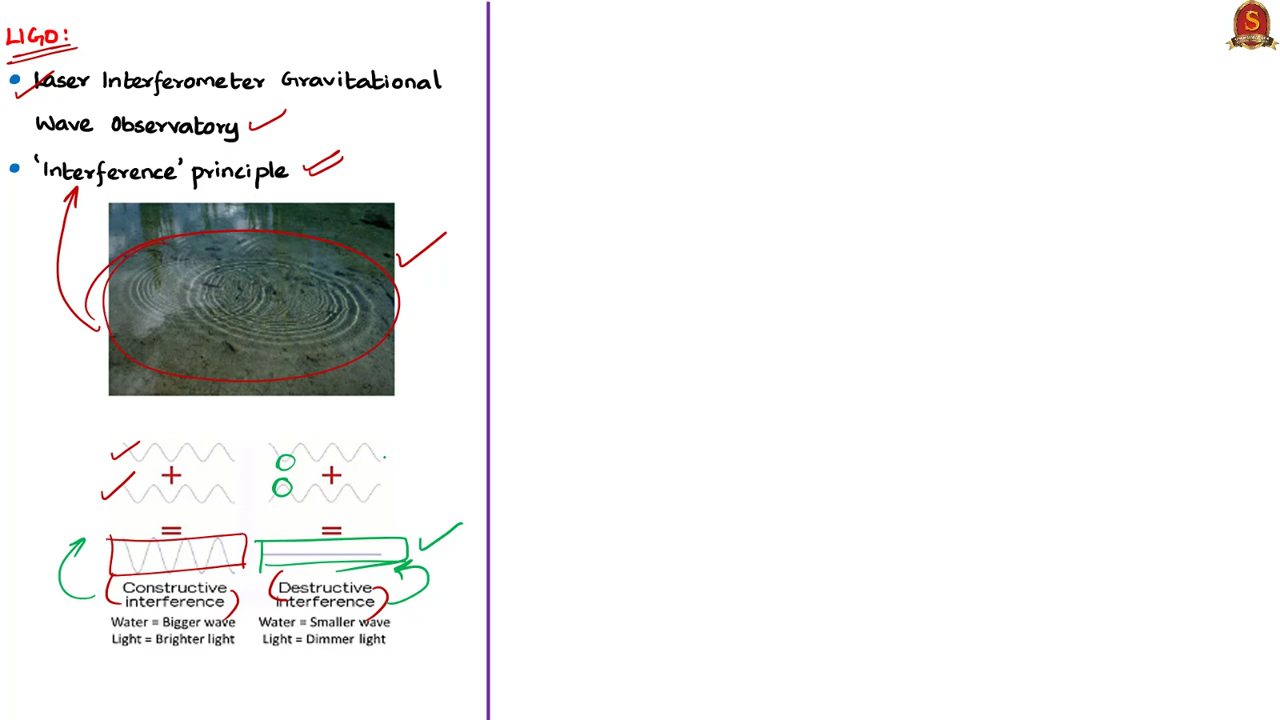 LIGO:
Laser Interferometer Gravitational
Wave Observatory
'Interference' principle
+ +
= =
Constructive interference
Destructive interference
Water = Bigger wave
Light = Brighter light
Water = Smaller wave
Light = Dimmer light
S